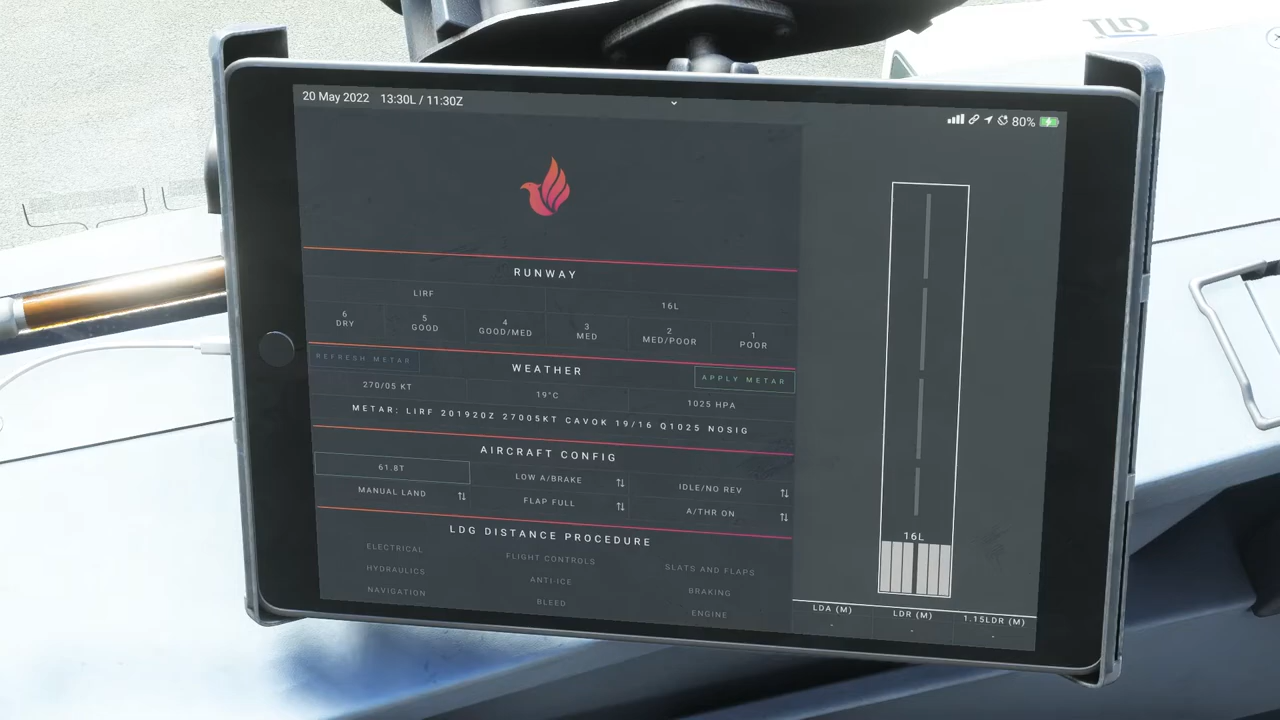 TLD
20 May 2022 13:30L / 11:30Z
80%
RUNWAY
LIRF 16L
6 DRY 5 GOOD 4 GOOD/MED 3 MED 2 MED/POOR 1 POOR
REFRESH METAR WEATHER APPLY METAR
270/05 KT 19°C 1025 HPA
METAR: LIRF 201920Z 27005KT CAVOK 19/16 Q1025 NOSIG
AIRCRAFT CONFIG
61.8T LOW A/BRAKE IDLE/NO REV
MANUAL LAND FLAP FULL A/THR ON
LDG DISTANCE PROCEDURE
ELECTRICAL FLIGHT CONTROLS SLATS AND FLAPS
HYDRAULICS ANTI-ICE BRAKING
NAVIGATION BLEED ENGINE
16L
LDA (M) LDR (M) 1.15LDR (M)
- - -